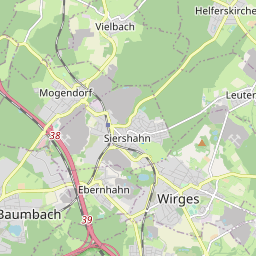 Helferskirche
Vielbach
Mogendorf
Leuter
38
Siershahn
Ebernhahn
Wirges
Baumbach
39